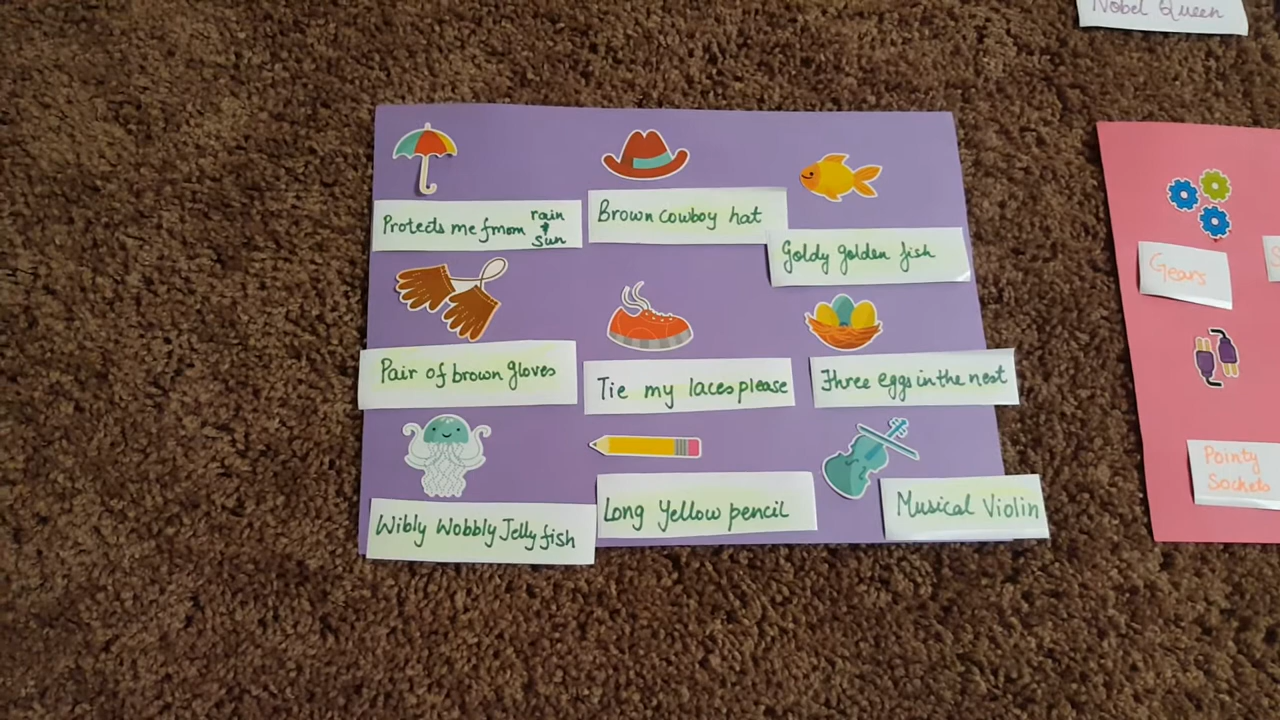 Nobel Queen
Protects me fmom rain & sun
Brown cowboy hat
Goldy golden fish
Pair of brown gloves
Tie my laces please
Three eggs in the nest
Wibly Wobbly Jelly fish
Long Yellow pencil
Musical Violin
Gears
Pointy
Sockets